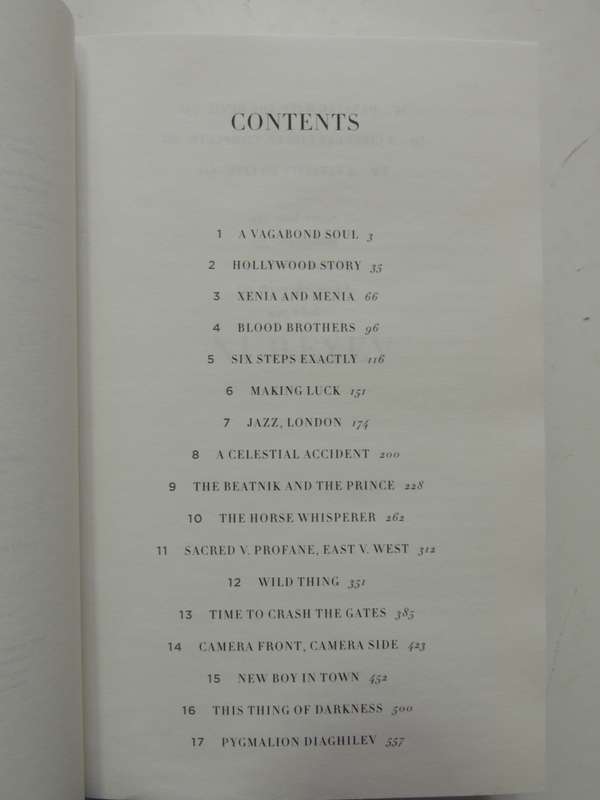 CONTENTS
1 A VAGABOND SOUL 3
2 HOLLYWOOD STORY 35
3 XENIA AND MENIA 66
4 BLOOD BROTHERS 96
5 SIX STEPS EXACTLY 116
6 MAKING LUCK 151
7 JAZZ, LONDON 174
8 A CELESTIAL ACCIDENT 200
9 THE BEATNIK AND THE PRINCE 228
10 THE HORSE WHISPERER 262
11 SACRED V. PROFANE, EAST V. WEST 312
12 WILD THING 351
13 TIME TO CRASH THE GATES 385
14 CAMERA FRONT, CAMERA SIDE 423
15 NEW BOY IN TOWN 452
16 THIS THING OF DARKNESS 500
17 PYGMALION DIAGHILEV 557